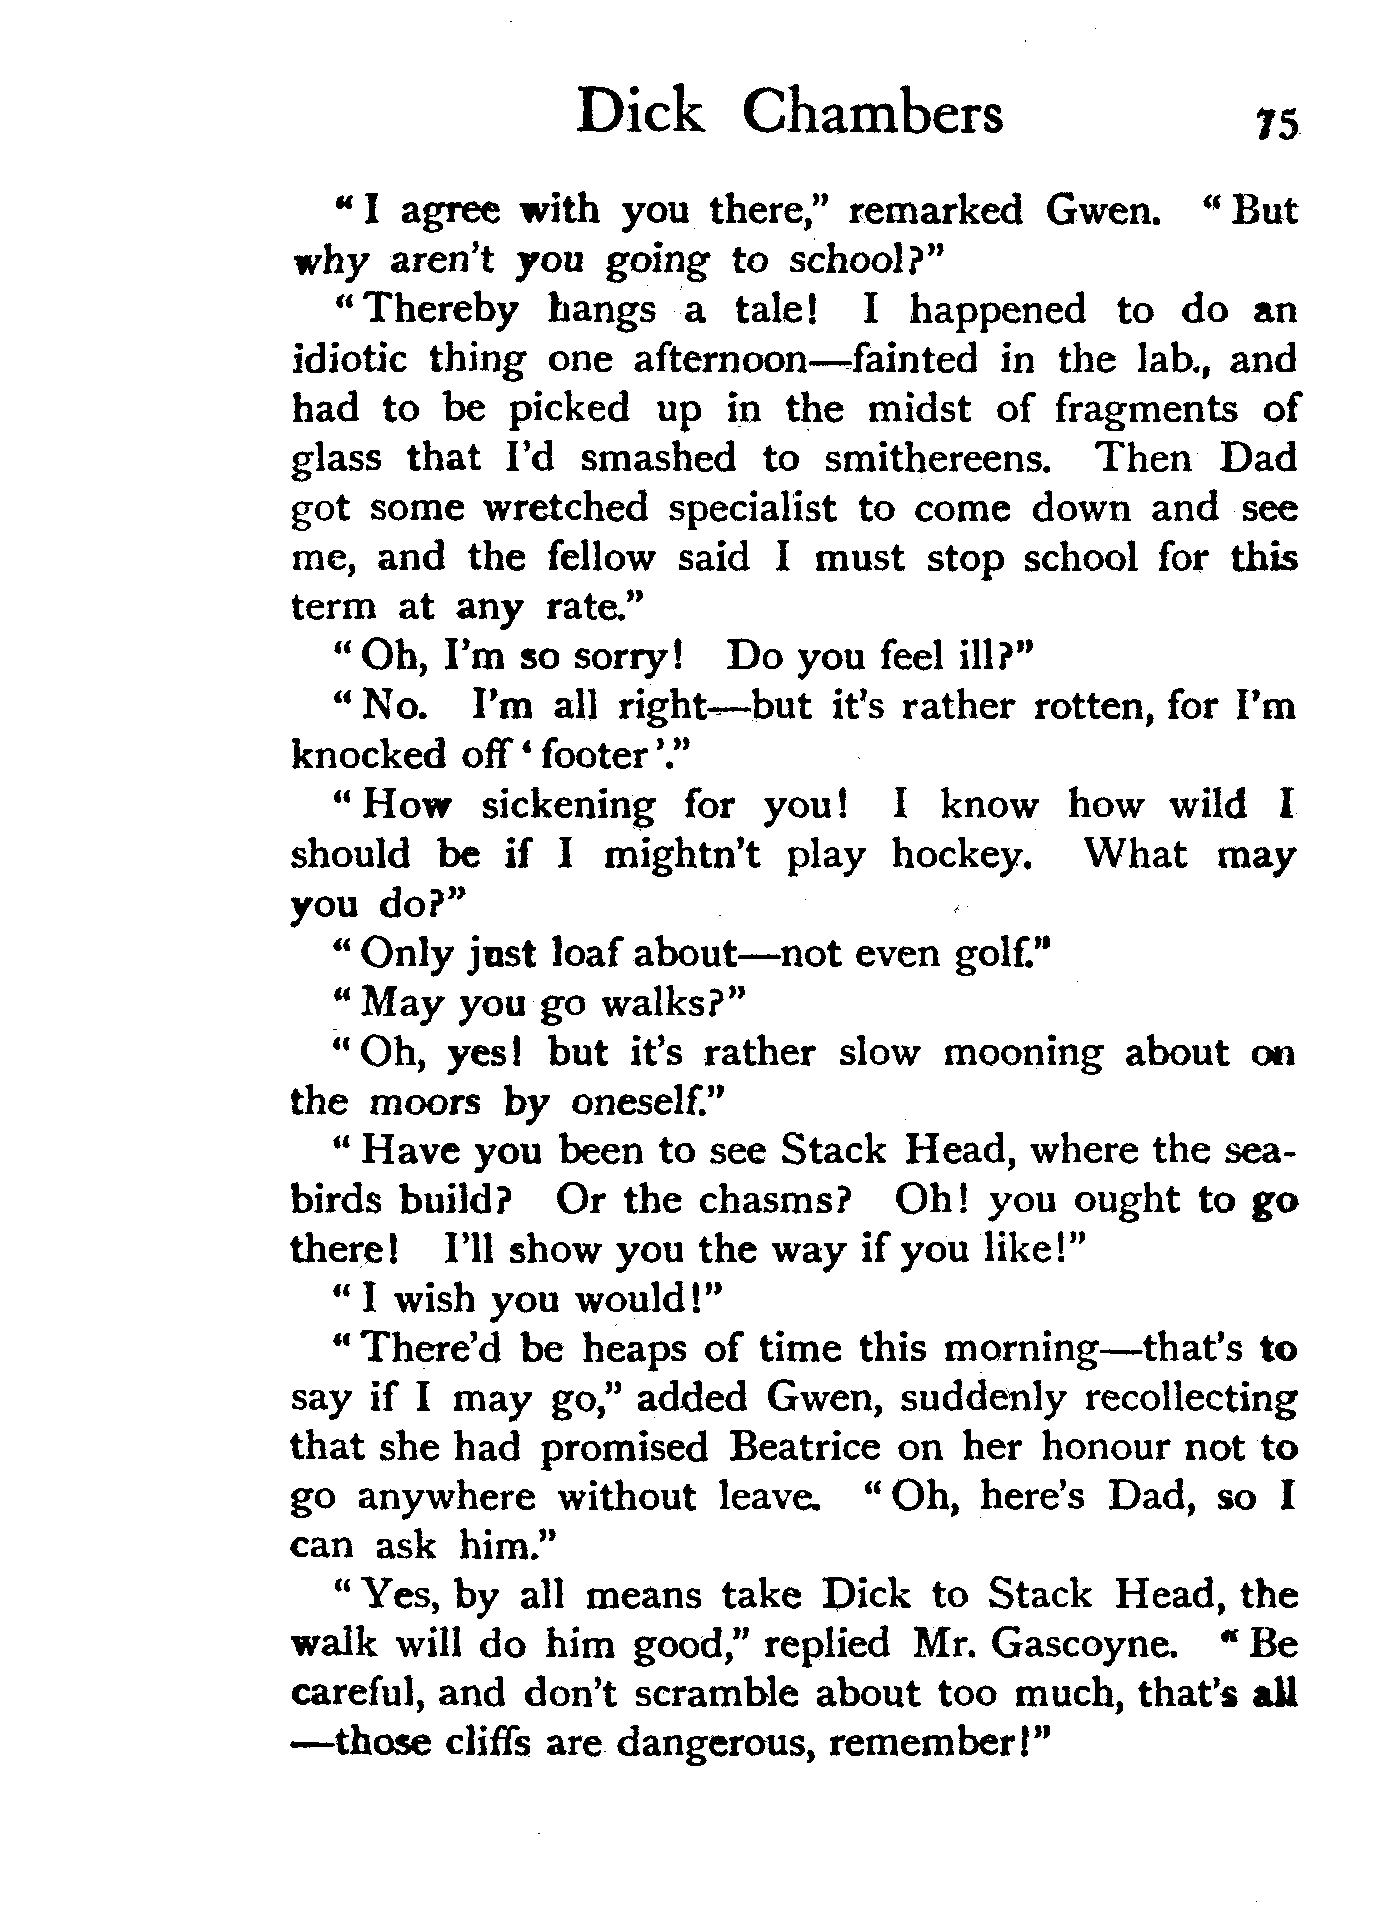 Dick Chambers 75
“I agree with you there,” remarked Gwen. “But
why aren't you going to school?”
“Thereby hangs a tale! I happened to do an
idiotic thing one afternoon—fainted in the lab., and
had to be picked up in the midst of fragments of
glass that I'd smashed to smithereens. Then Dad
got some wretched specialist to come down and see
me, and the fellow said I must stop school for this
term at any rate.”
“Oh, I'm so sorry! Do you feel ill?”
“No. I'm all right—but it's rather rotten, for I'm
knocked off ‘footer’.”
“How sickening for you! I know how wild I
should be if I mightn't play hockey. What may
you do?”
“Only just loaf about—not even golf.”
“May you go walks?”
“Oh, yes! but it's rather slow mooning about on
the moors by oneself.”
“Have you been to see Stack Head, where the sea-
birds build? Or the chasms? Oh! you ought to go
there! I'll show you the way if you like!”
“I wish you would!”
“There'd be heaps of time this morning—that's to
say if I may go,” added Gwen, suddenly recollecting
that she had promised Beatrice on her honour not to
go anywhere without leave. “Oh, here's Dad, so I
can ask him.”
“Yes, by all means take Dick to Stack Head, the
walk will do him good,” replied Mr. Gascoyne. “Be
careful, and don't scramble about too much, that's all
—those cliffs are dangerous, remember!”